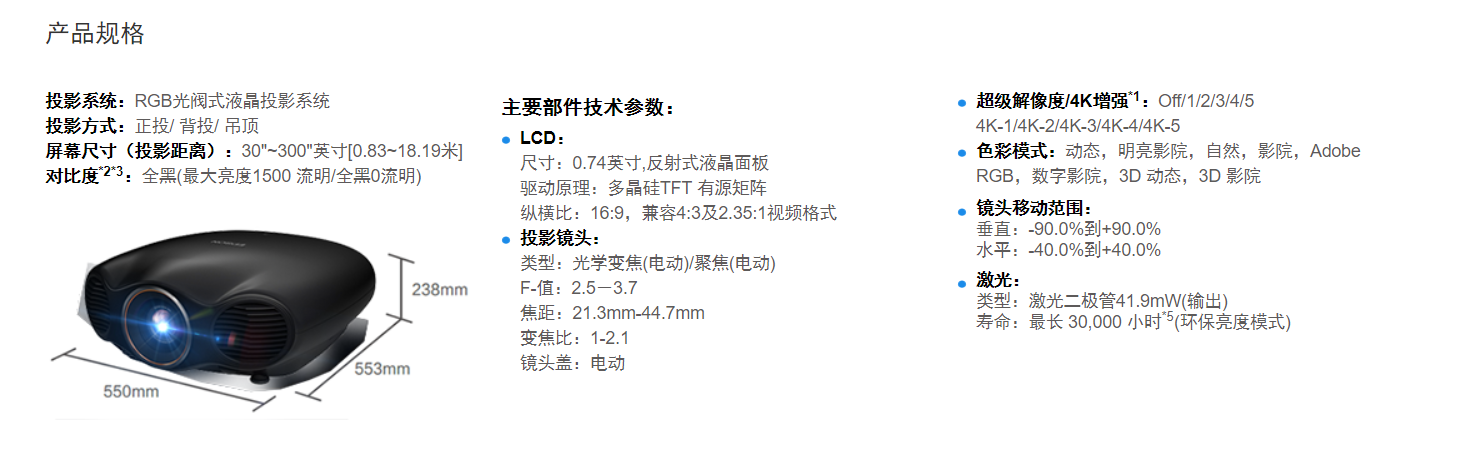 产品规格
投影系统：RGB光阀式液晶投影系统
投影方式：正投/ 背投/ 吊顶
屏幕尺寸（投影距离）：30"~300"英寸[0.83~18.19米]
对比度*2*3：全黑(最大亮度1500 流明/全黑0流明)
238mm
553mm
550mm
主要部件技术参数：
LCD：
尺寸：0.74英寸,反射式液晶面板
驱动原理：多晶硅TFT 有源矩阵
纵横比：16:9，兼容4:3及2.35:1视频格式
投影镜头：
类型：光学变焦(电动)/聚焦(电动)
F-值：2.5－3.7
焦距：21.3mm-44.7mm
变焦比：1-2.1
镜头盖：电动
超级解像度/4K增强*1：Off/1/2/3/4/5
4K-1/4K-2/4K-3/4K-4/4K-5
色彩模式：动态，明亮影院，自然，影院，Adobe
RGB，数字影院，3D 动态，3D 影院
镜头移动范围：
垂直：-90.0%到+90.0%
水平：-40.0%到+40.0%
激光：
类型：激光二极管41.9mW(输出)
寿命：最长 30,000 小时*5(环保亮度模式)